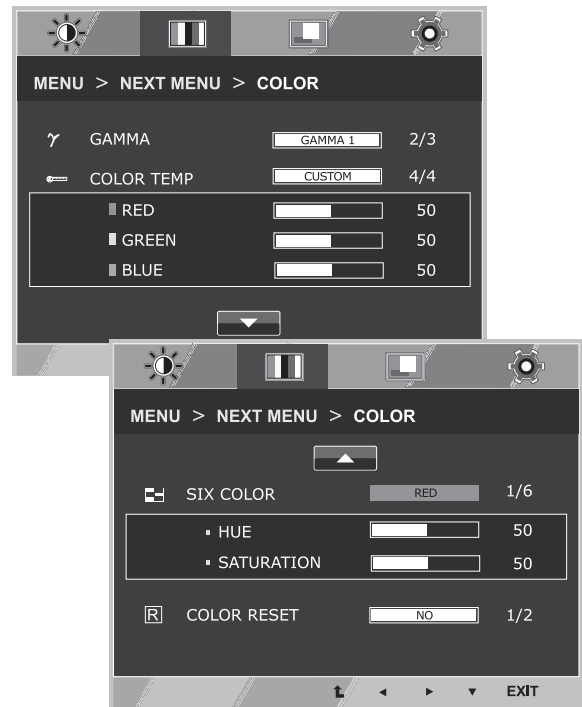 MENU > NEXT MENU > COLOR
γ GAMMA GAMMA 1 2/3
COLOR TEMP CUSTOM 4/4
RED 50
GREEN 50
BLUE 50
MENU > NEXT MENU > COLOR
SIX COLOR RED 1/6
HUE 50
SATURATION 50
R COLOR RESET NO 1/2
EXIT